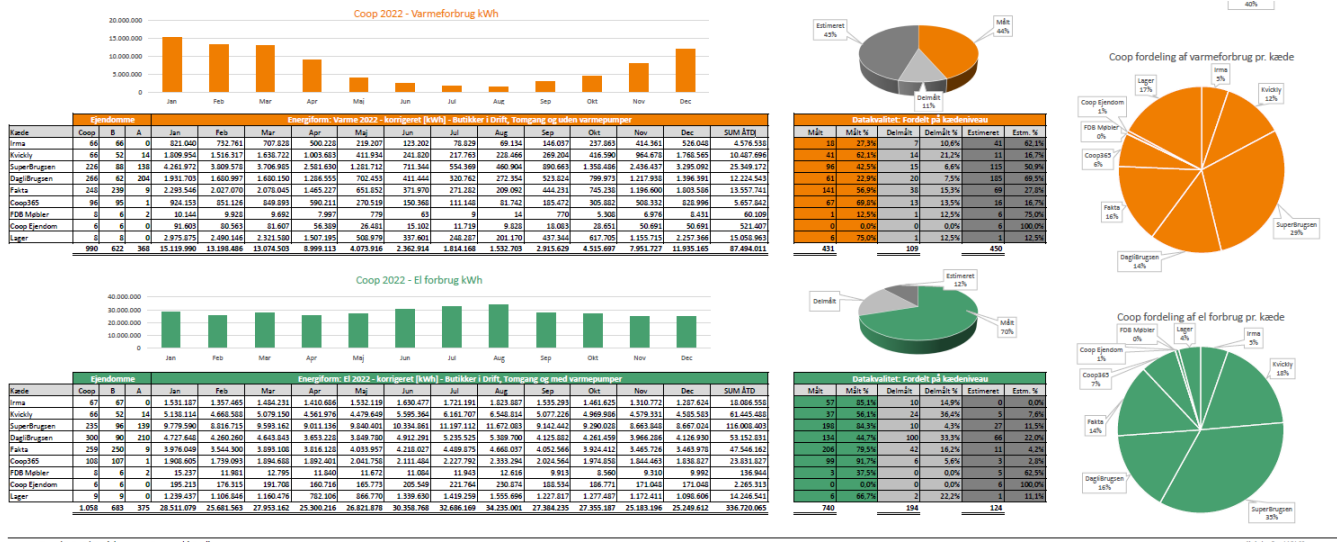 40%
Coop 2022 - Varmeforbrug kWh
20.000.000
15.000.000
10.000.000
5.000.000
0
Jan Feb Mar Apr Maj Jun Jul Aug Sep Okt Nov Dec
Estimeret 45%
Målt 44%
Delmålt 11%
Coop fordeling af varmeforbrug pr. kæde
Irma 5%
Kvickly 12%
SuperBrugsen 29%
DagliBrugsen 14%
Fakta 16%
Coop365 6%
FDB Møbler 0%
Coop Ejendom 1%
Lager 17%
Ejendomme Energiform: Varme 2022 - korrigeret [kWh] - Butikker i Drift, Tomgang og uden varmepumper Datakvalitet: Fordelt på kædeniveau
Kæde Coop B A Jan Feb Mar Apr Maj Jun Jul Aug Sep Okt Nov Dec SUM ÅTD Målt Målt % Delmålt Delmålt % Estimeret Estm. %
Irma 66 66 0 821.040 732.761 707.828 500.228 219.207 123.202 78.829 69.134 146.037 237.863 414.361 526.048 4.576.538 18 27,3% 7 10,6% 41 62,1%
Kvickly 66 52 14 1.809.954 1.516.317 1.638.722 1.003.683 411.934 241.820 217.763 228.466 269.204 416.590 964.678 1.768.565 10.487.696 41 62,1% 14 21,2% 11 16,7%
SuperBrugsen 226 88 138 4.261.972 3.809.578 3.706.985 2.581.630 1.281.712 711.344 554.369 460.904 890.663 1.358.486 2.436.437 3.295.092 25.349.172 96 42,5% 15 6,6% 115 50,9%
DagliBrugsen 266 62 204 1.931.703 1.680.997 1.680.150 1.286.555 702.453 411.444 320.762 272.354 523.824 799.973 1.217.938 1.396.391 12.224.543 61 22,9% 20 7,5% 185 69,5%
Fakta 248 239 9 2.293.546 2.027.070 2.078.045 1.465.227 651.852 371.970 271.282 209.092 444.231 745.238 1.196.600 1.803.586 13.557.741 141 56,9% 38 15,3% 69 27,8%
Coop365 96 95 1 924.153 851.126 849.893 590.211 270.519 150.368 111.148 81.742 185.472 305.882 508.332 828.996 5.657.842 67 69,8% 13 13,5% 16 16,7%
FDB Møbler 8 6 2 10.144 9.928 9.692 7.997 779 63 9 14 770 5.308 6.976 8.431 60.109 1 12,5% 1 12,5% 6 75,0%
Coop Ejendom 6 6 0 91.603 80.563 81.607 56.389 26.481 15.102 11.719 9.828 18.083 28.651 50.691 50.691 521.407 0 0,0% 0 0,0% 6 100,0%
Lager 8 8 0 2.975.875 2.490.146 2.321.580 1.507.195 508.979 337.601 248.287 201.170 437.344 617.705 1.155.715 2.257.366 15.058.963 6 75,0% 1 12,5% 1 12,5%
990 622 368 15.119.990 13.198.486 13.074.503 8.999.113 4.073.916 2.362.914 1.814.168 1.532.703 2.915.629 4.515.697 7.951.727 11.935.165 87.494.011 431 109 450
Coop 2022 - El forbrug kWh
40.000.000
30.000.000
20.000.000
10.000.000
0
Jan Feb Mar Apr Maj Jun Jul Aug Sep Okt Nov Dec
Estimeret 12%
Delmålt
Målt 70%
Coop fordeling af el forbrug pr. kæde
Irma 5%
Kvickly 18%
SuperBrugsen 35%
DagliBrugsen 16%
Fakta 14%
Coop365 7%
Coop Ejendom 1%
FDB Møbler 0%
Lager 4%
Ejendomme Energiform: El 2022 - korrigeret [kWh] - Butikker i Drift, Tomgang og med varmepumper Datakvalitet: Fordelt på kædeniveau
Kæde Coop B A Jan Feb Mar Apr Maj Jun Jul Aug Sep Okt Nov Dec SUM ÅTD Målt Målt % Delmålt Delmålt % Estimeret Estm. %
Irma 67 67 0 1.531.187 1.357.465 1.484.231 1.410.686 1.532.119 1.630.477 1.721.191 1.823.887 1.535.293 1.461.625 1.310.772 1.287.624 18.086.558 57 85,1% 10 14,9% 0 0,0%
Kvickly 66 52 14 5.138.114 4.668.588 5.079.150 4.561.976 4.479.649 5.595.364 6.161.707 6.548.814 5.077.226 4.969.986 4.579.331 4.585.583 61.445.488 37 56,1% 24 36,4% 5 7,6%
SuperBrugsen 235 96 139 9.779.590 8.816.715 9.593.162 9.011.136 9.840.401 10.334.861 11.197.112 11.672.083 9.142.442 9.290.028 8.663.848 8.667.024 116.008.403 198 84,3% 10 4,3% 27 11,5%
DagliBrugsen 300 90 210 4.727.648 4.260.260 4.643.843 3.653.228 3.849.780 4.912.291 5.235.525 5.389.700 4.125.882 4.261.459 3.966.286 4.126.930 53.152.831 134 44,7% 100 33,3% 66 22,0%
Fakta 259 250 9 3.976.049 3.544.300 3.893.108 3.816.128 4.033.957 4.218.027 4.489.875 4.668.037 4.052.566 3.924.412 3.465.726 3.463.978 47.546.162 206 79,5% 42 16,2% 11 4,2%
Coop365 108 107 1 1.908.605 1.739.093 1.894.688 1.892.401 2.041.758 2.111.484 2.227.792 2.333.294 2.024.564 1.974.858 1.844.463 1.838.827 23.831.827 99 91,7% 6 5,6% 3 2,8%
FDB Møbler 8 6 2 15.237 11.981 12.795 11.840 11.672 11.084 11.943 12.616 9.913 8.560 9.310 9.992 136.944 3 37,5% 0 0,0% 5 62,5%
Coop Ejendom 6 6 0 195.213 176.315 191.708 160.716 165.773 205.549 221.764 230.874 188.534 186.771 171.048 171.048 2.265.313 0 0,0% 0 0,0% 6 100,0%
Lager 9 9 0 1.239.437 1.106.846 1.160.476 782.106 866.770 1.339.630 1.419.259 1.555.696 1.227.817 1.277.487 1.172.411 1.098.606 14.246.541 6 66,7% 2 22,2% 1 11,1%
1.058 683 375 28.511.079 25.681.563 27.953.162 25.300.216 26.821.878 30.358.768 32.686.169 34.235.001 27.384.235 27.355.187 25.183.196 25.249.612 336.720.065 740 194 124